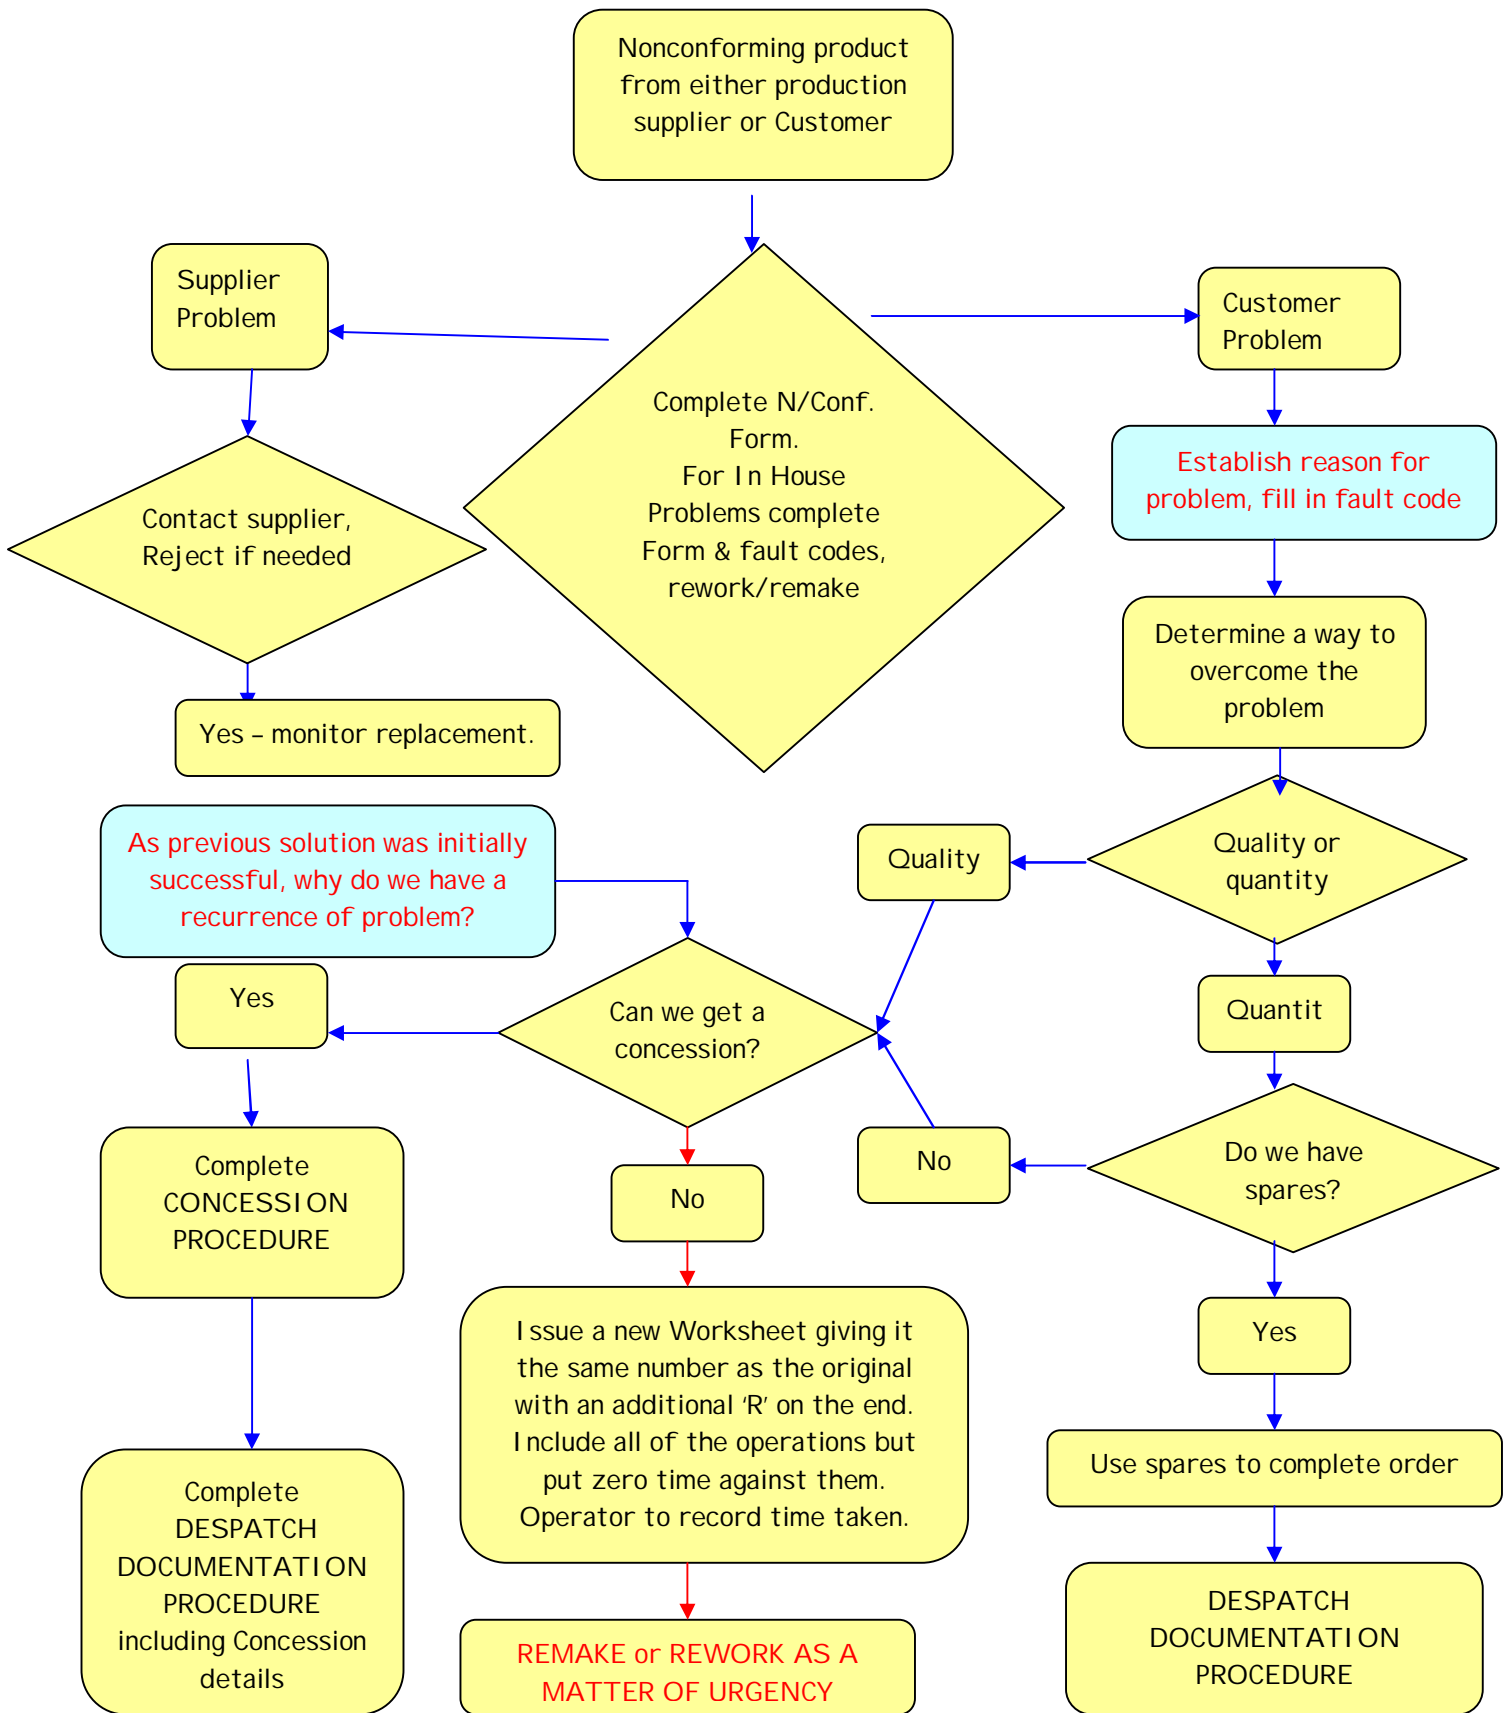 Nonconforming product
from either production
supplier or Customer
Supplier
Problem
Customer
Problem
Complete N/Conf.
Form.
For In House
Problems complete
Form & fault codes,
rework/remake
Contact supplier,
Reject if needed
Establish reason for
problem, fill in fault code
Determine a way to
overcome the
problem
Yes – monitor replacement.
As previous solution was initially
successful, why do we have a
recurrence of problem?
Quality
Quality or
quantity
Yes
Can we get a
concession?
Quantit
Complete
CONCESSION
PROCEDURE
No
No
Do we have
spares?
Issue a new Worksheet giving it
the same number as the original
with an additional ‘R’ on the end.
Include all of the operations but
put zero time against them.
Operator to record time taken.
Yes
Use spares to complete order
Complete
DESPATCH
DOCUMENTATION
PROCEDURE
including Concession
details
REMAKE or REWORK AS A
MATTER OF URGENCY
DESPATCH
DOCUMENTATION
PROCEDURE